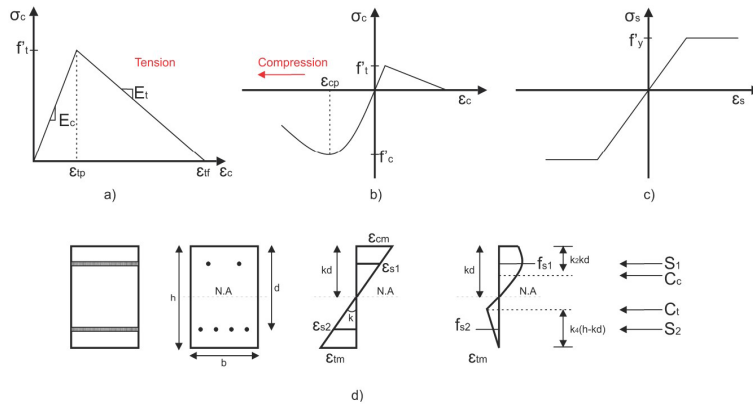 σc
f't
Tension
Ec
Et
εtp
εtf
εc
a)
σc
Compression
f't
εcp
εc
f'c
b)
σs
f'y
εs
c)
h
N.A
d
b
kd
εcm
εs1
N.A
k
εs2
εtm
kd
fs1
N.A
fs2
εtm
k2kd
k4(h-kd)
S1
Cc
Ct
S2
d)